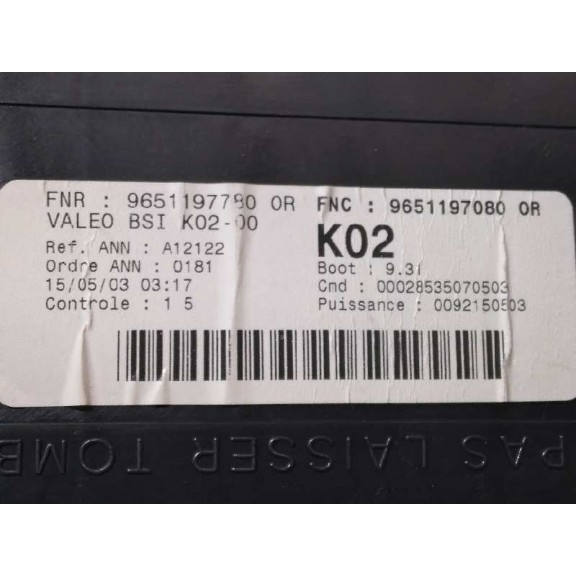 FNR : 9651197780 OR FNC : 9651197080 OR
VALEO BSI K02-00
K02
Ref. ANN : A12122
Ordre ANN : 0181
Boot : 9.31
15/05/03 03:17
Cmd : 00028535070503
Controle : 1 5
Puissance : 0092150503
PAS LAISSER TOMB